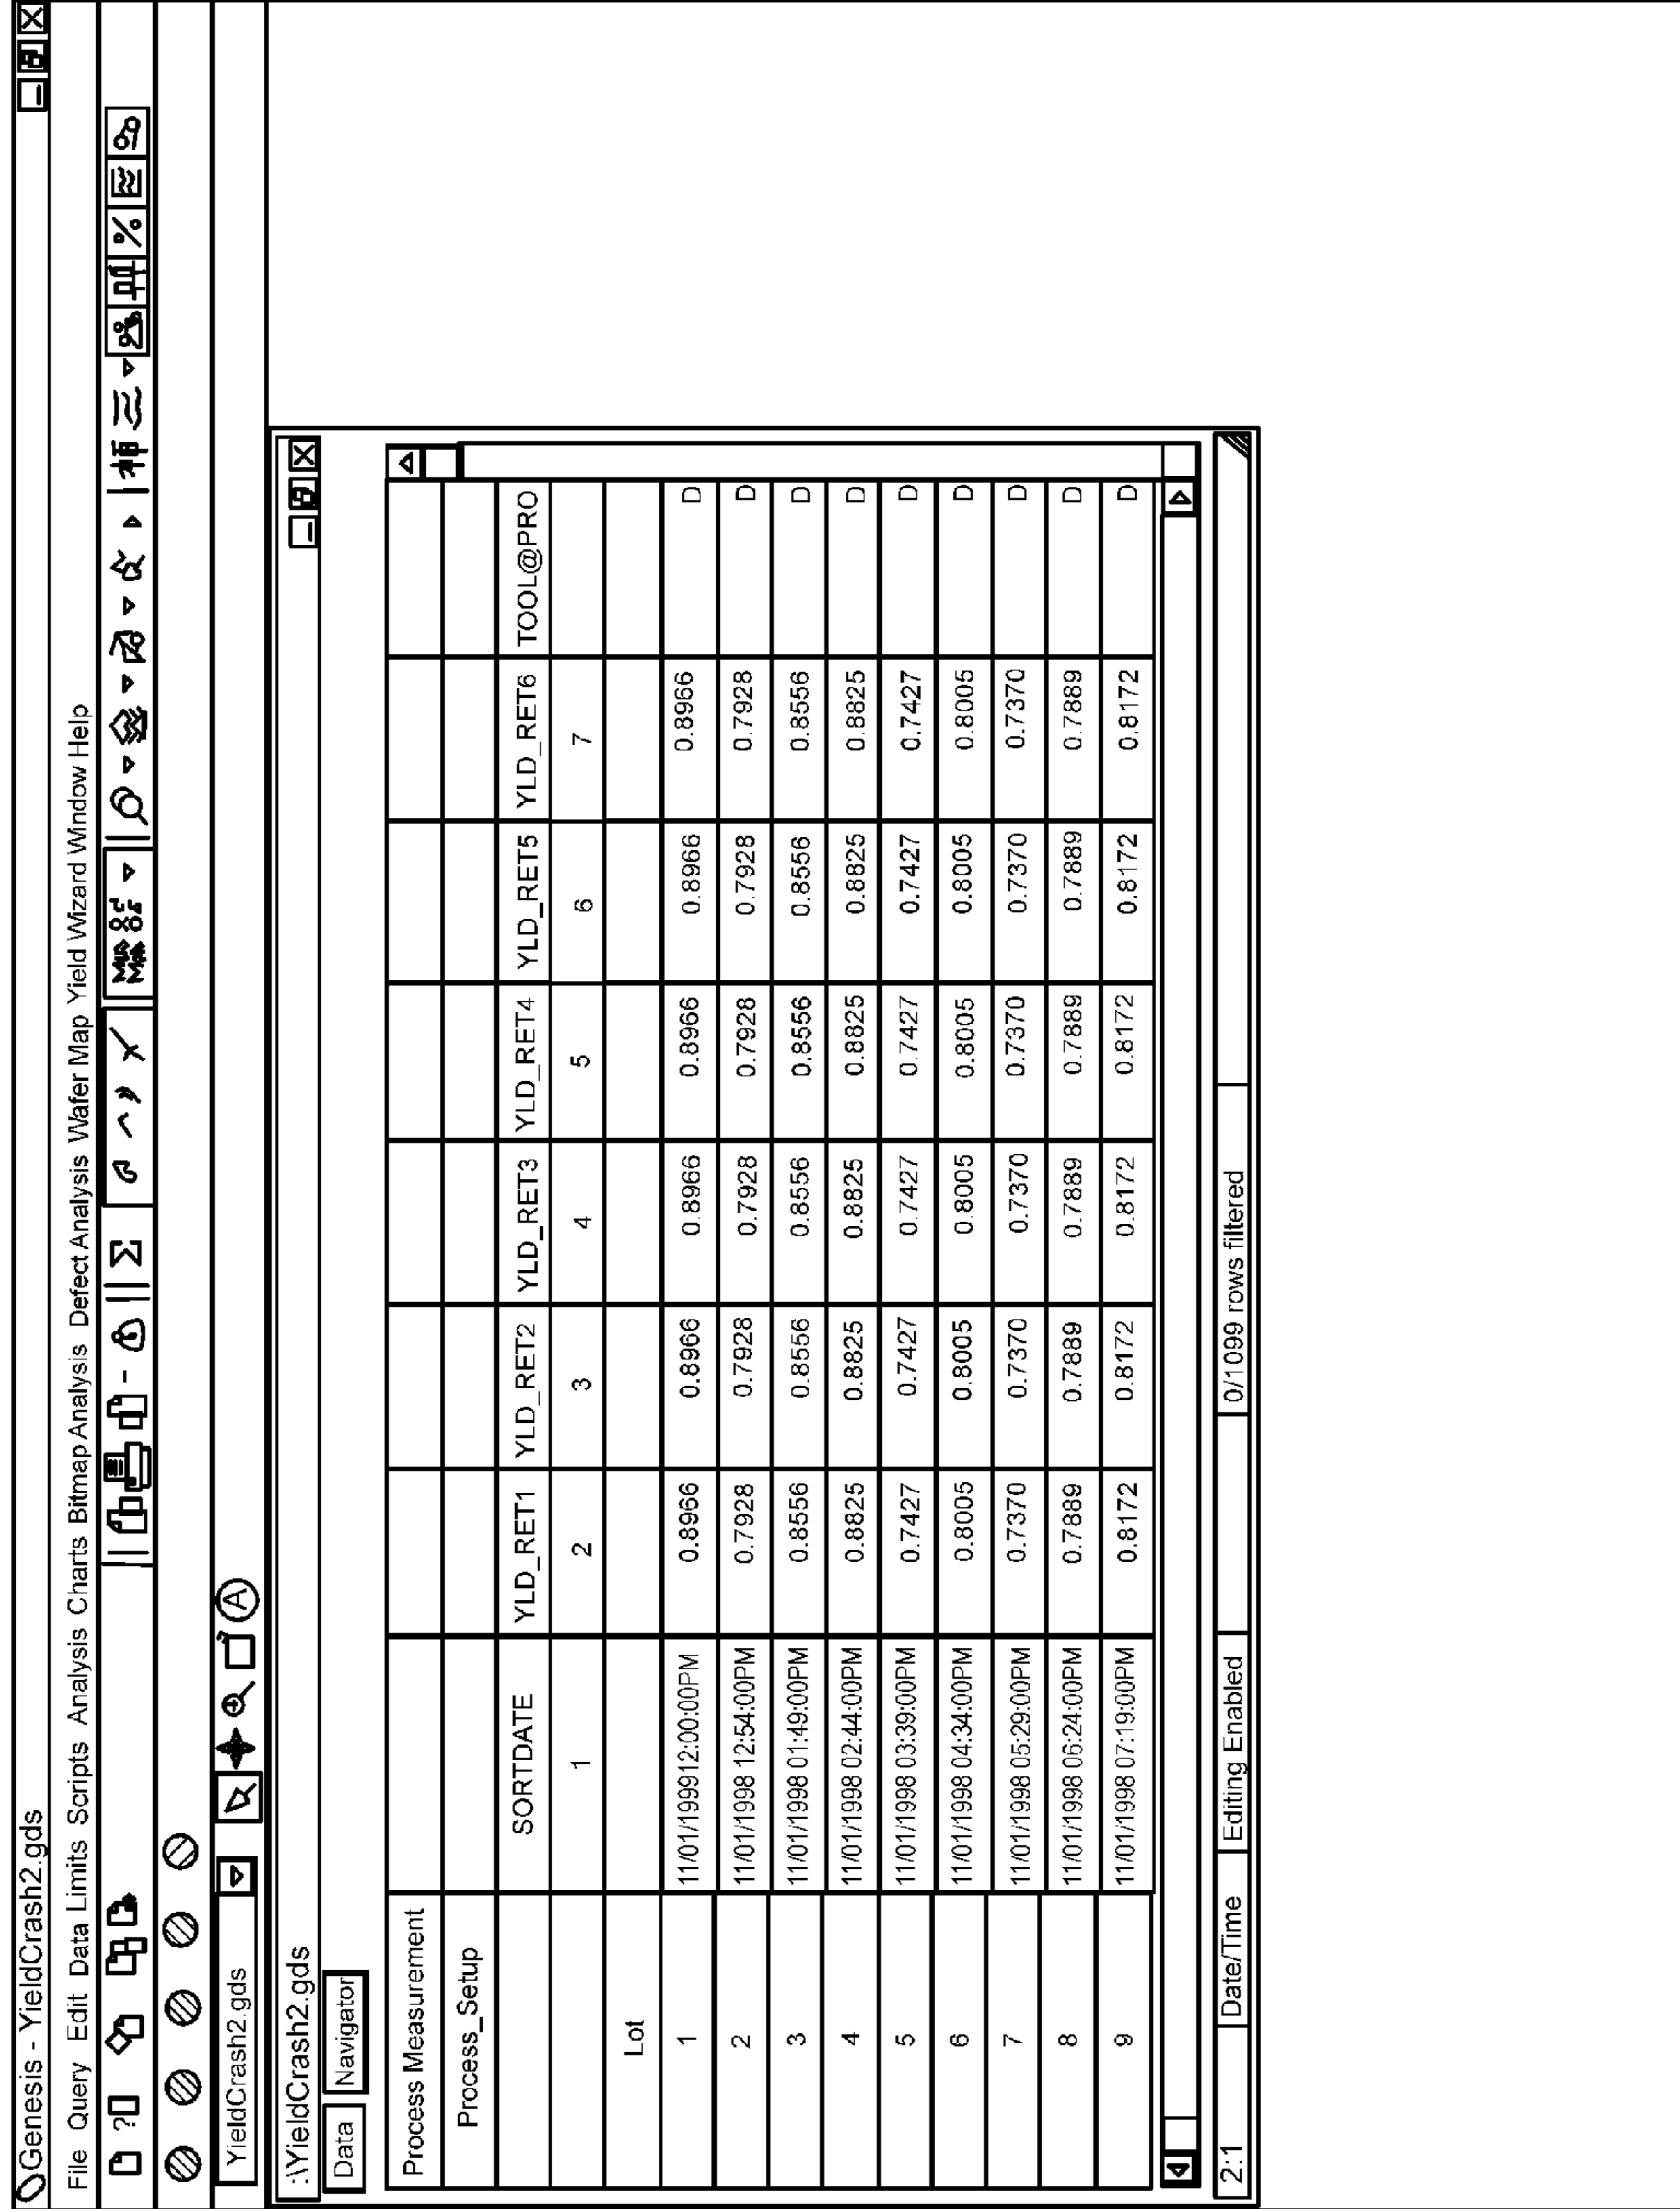 Genesis - YieldCrash2.gds
File Query Edit Data Limits Scripts Analysis Charts Bitmap Analysis Defect Analysis Wafer Map Yield Wizard Window Help
?
%
YieldCrash2.gds A
:\YieldCrash2.gds
Data Navigator
Process Measurement
Process_Setup
SORTDATE YLD_RET1 YLD_RET2 YLD_RET3 YLD_RET4 YLD_RET5 YLD_RET6 TOOL@PRO
1 2 3 4 5 6 7
Lot
1 11/01/199912:00:00PM 0.8966 0.8966 0.8966 0.8966 0.8966 0.8966 D
2 11/01/1998 12:54:00PM 0.7928 0.7928 0.7928 0.7928 0.7928 0.7928 D
3 11/01/1998 01:49:00PM 0.8556 0.8556 0.8556 0.8556 0.8556 0.8556 D
4 11/01/1998 02:44:00PM 0.8825 0.8825 0.8825 0.8825 0.8825 0.8825 D
5 11/01/1998 03:39:00PM 0.7427 0.7427 0.7427 0.7427 0.7427 0.7427 D
6 11/01/1998 04:34:00PM 0.8005 0.8005 0.8005 0.8005 0.8005 0.8005 D
7 11/01/1998 05:29:00PM 0.7370 0.7370 0.7370 0.7370 0.7370 0.7370 D
8 11/01/1998 06:24:00PM 0.7889 0.7889 0.7889 0.7889 0.7889 0.7889 D
9 11/01/1998 07:19:00PM 0.8172 0.8172 0.8172 0.8172 0.8172 0.8172 D
2:1 Date/Time Editing Enabled 0/1099 rows filtered